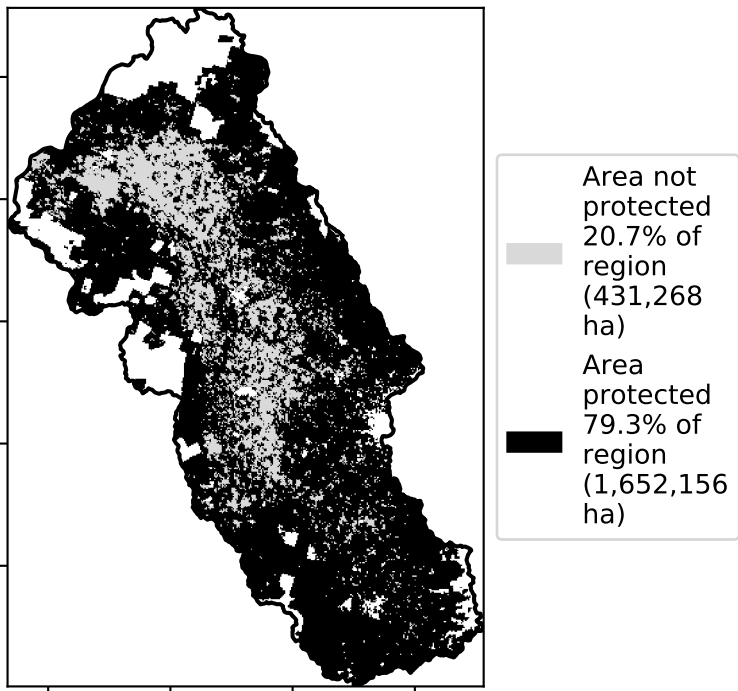 Area not
protected
20.7% of
region
(431,268
ha)
Area
protected
79.3% of
region
(1,652,156
ha)